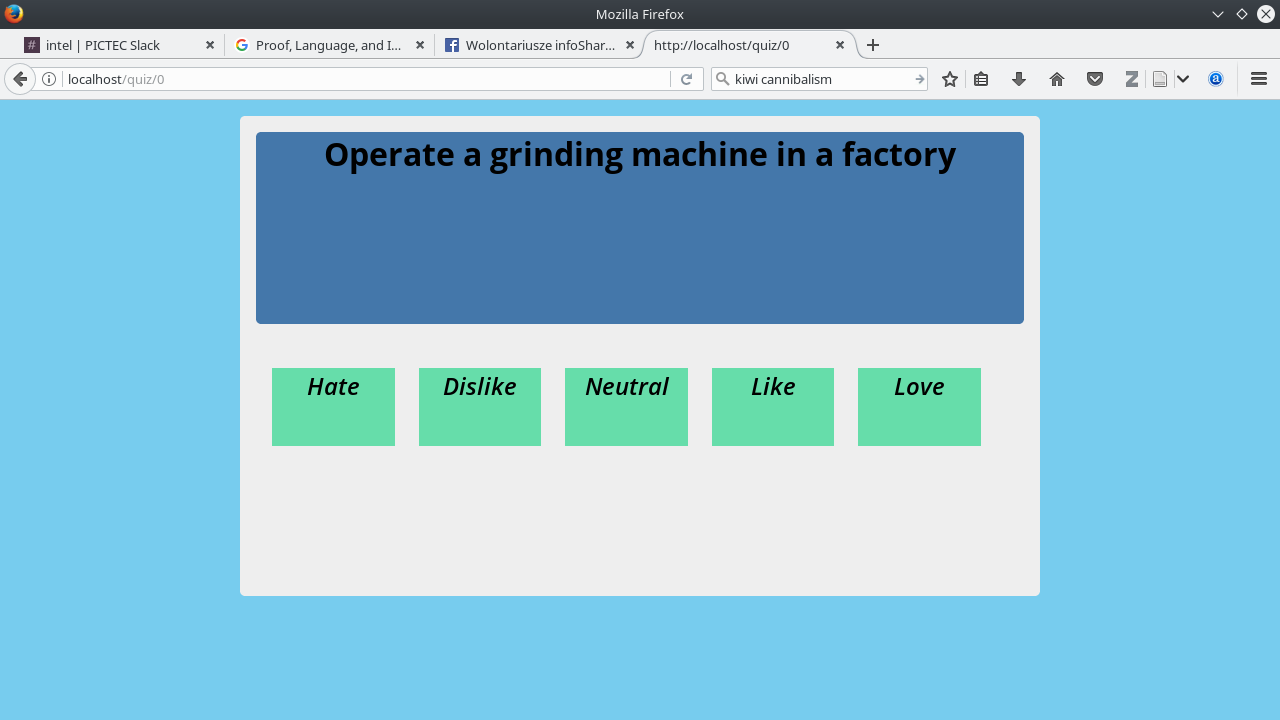 Mozilla Firefox
intel | PICTEC Slack
Proof, Language, and I...
Wolontariusze infoShar...
http://localhost/quiz/0
localhost/quiz/0
kiwi cannibalism
Operate a grinding machine in a factory
Hate
Dislike
Neutral
Like
Love